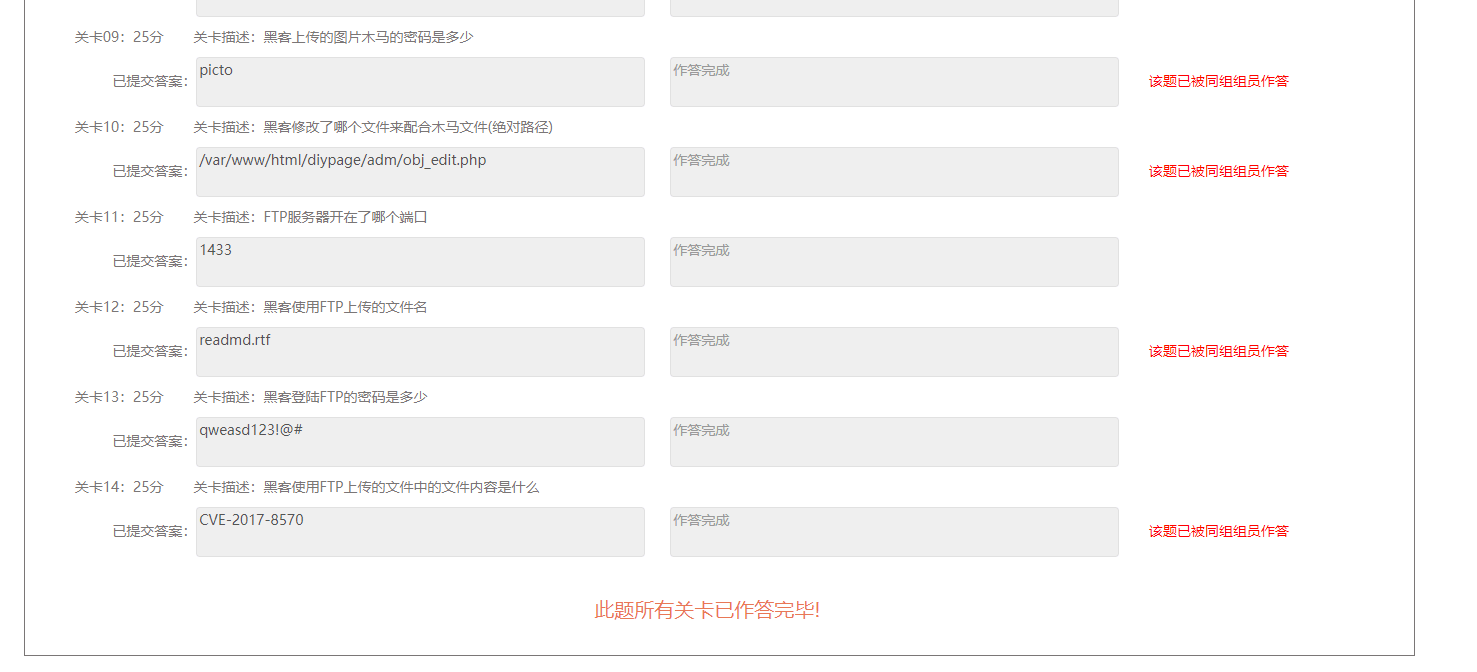 关卡09：25分 关卡描述：黑客上传的图片木马的密码是多少
已提交答案： picto 作答完成 该题已被同组组员作答
关卡10：25分 关卡描述：黑客修改了哪个文件来配合木马文件(绝对路径)
已提交答案： /var/www/html/diypage/adm/obj_edit.php 作答完成 该题已被同组组员作答
关卡11：25分 关卡描述：FTP服务器开在了哪个端口
已提交答案： 1433 作答完成
关卡12：25分 关卡描述：黑客使用FTP上传的文件名
已提交答案： readmd.rtf 作答完成 该题已被同组组员作答
关卡13：25分 关卡描述：黑客登陆FTP的密码是多少
已提交答案： qweasd123!@# 作答完成
关卡14：25分 关卡描述：黑客使用FTP上传的文件中的文件内容是什么
已提交答案： CVE-2017-8570 作答完成 该题已被同组组员作答
此题所有关卡已作答完毕!